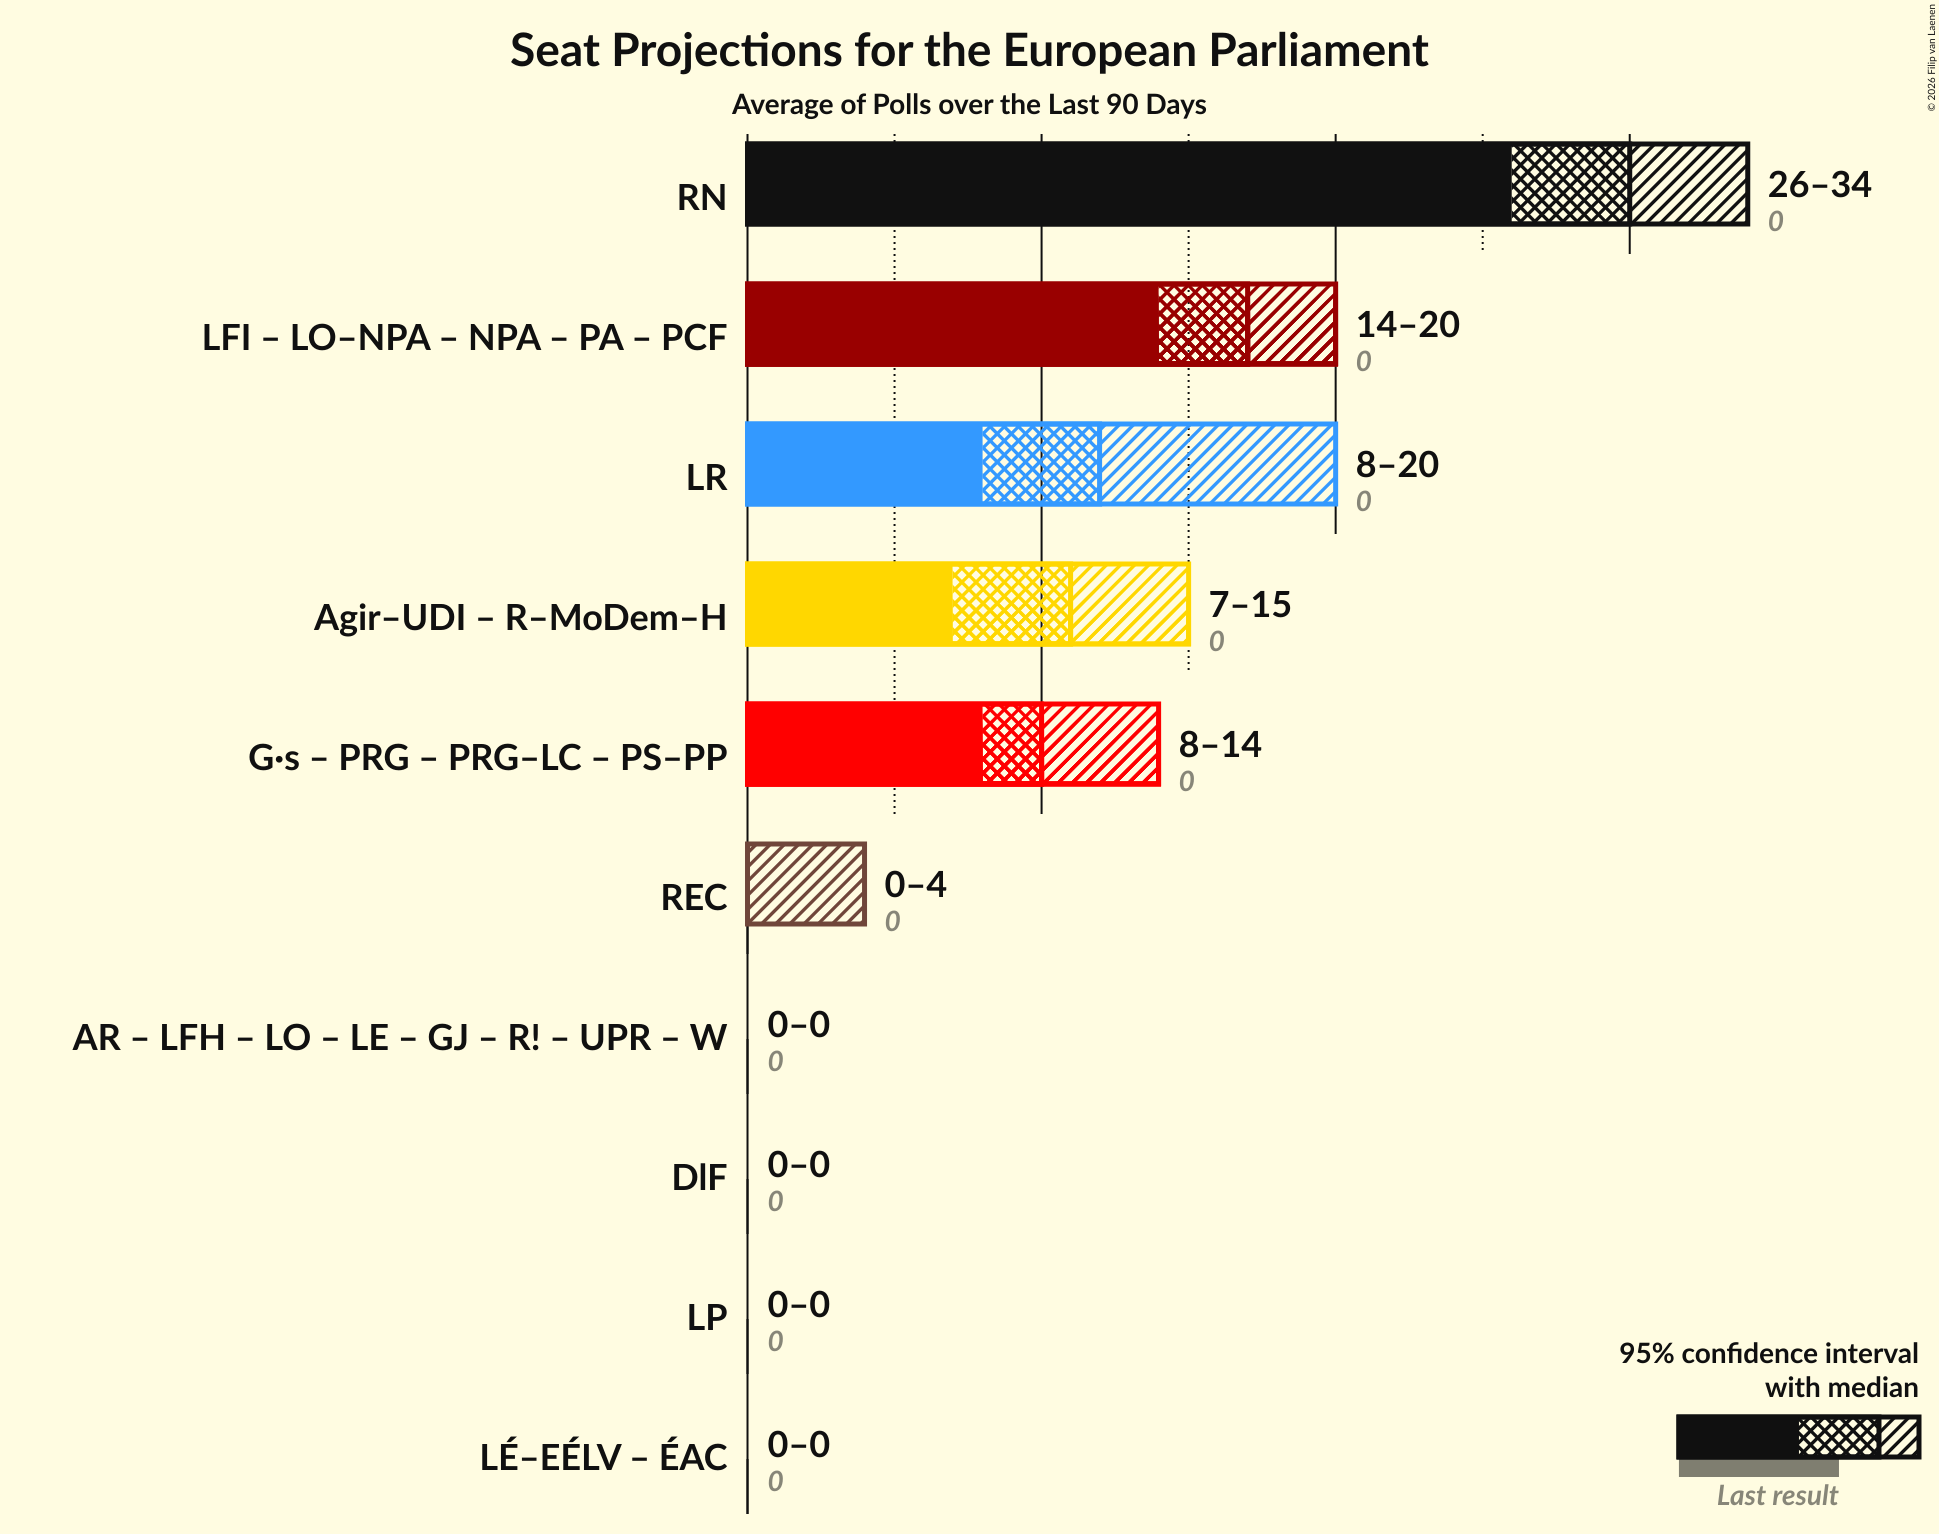 Seat Projections for the European Parliament
Average of Polls over the Last 90 Days
© 2026 Filip van Laenen
RN
26–34
0
LFI – LO–NPA – NPA – PA – PCF
14–20
0
LR
8–20
0
Agir–UDI – R–MoDem–H
7–15
0
G·s – PRG – PRG–LC – PS–PP
8–14
0
REC
0–4
0
AR – LFH – LO – LE – GJ – R! – UPR – W
0–0
0
DIF
0–0
0
LP
0–0
0
LÉ–EÉLV – ÉAC
0–0
0
95% confidence interval
with median
Last result